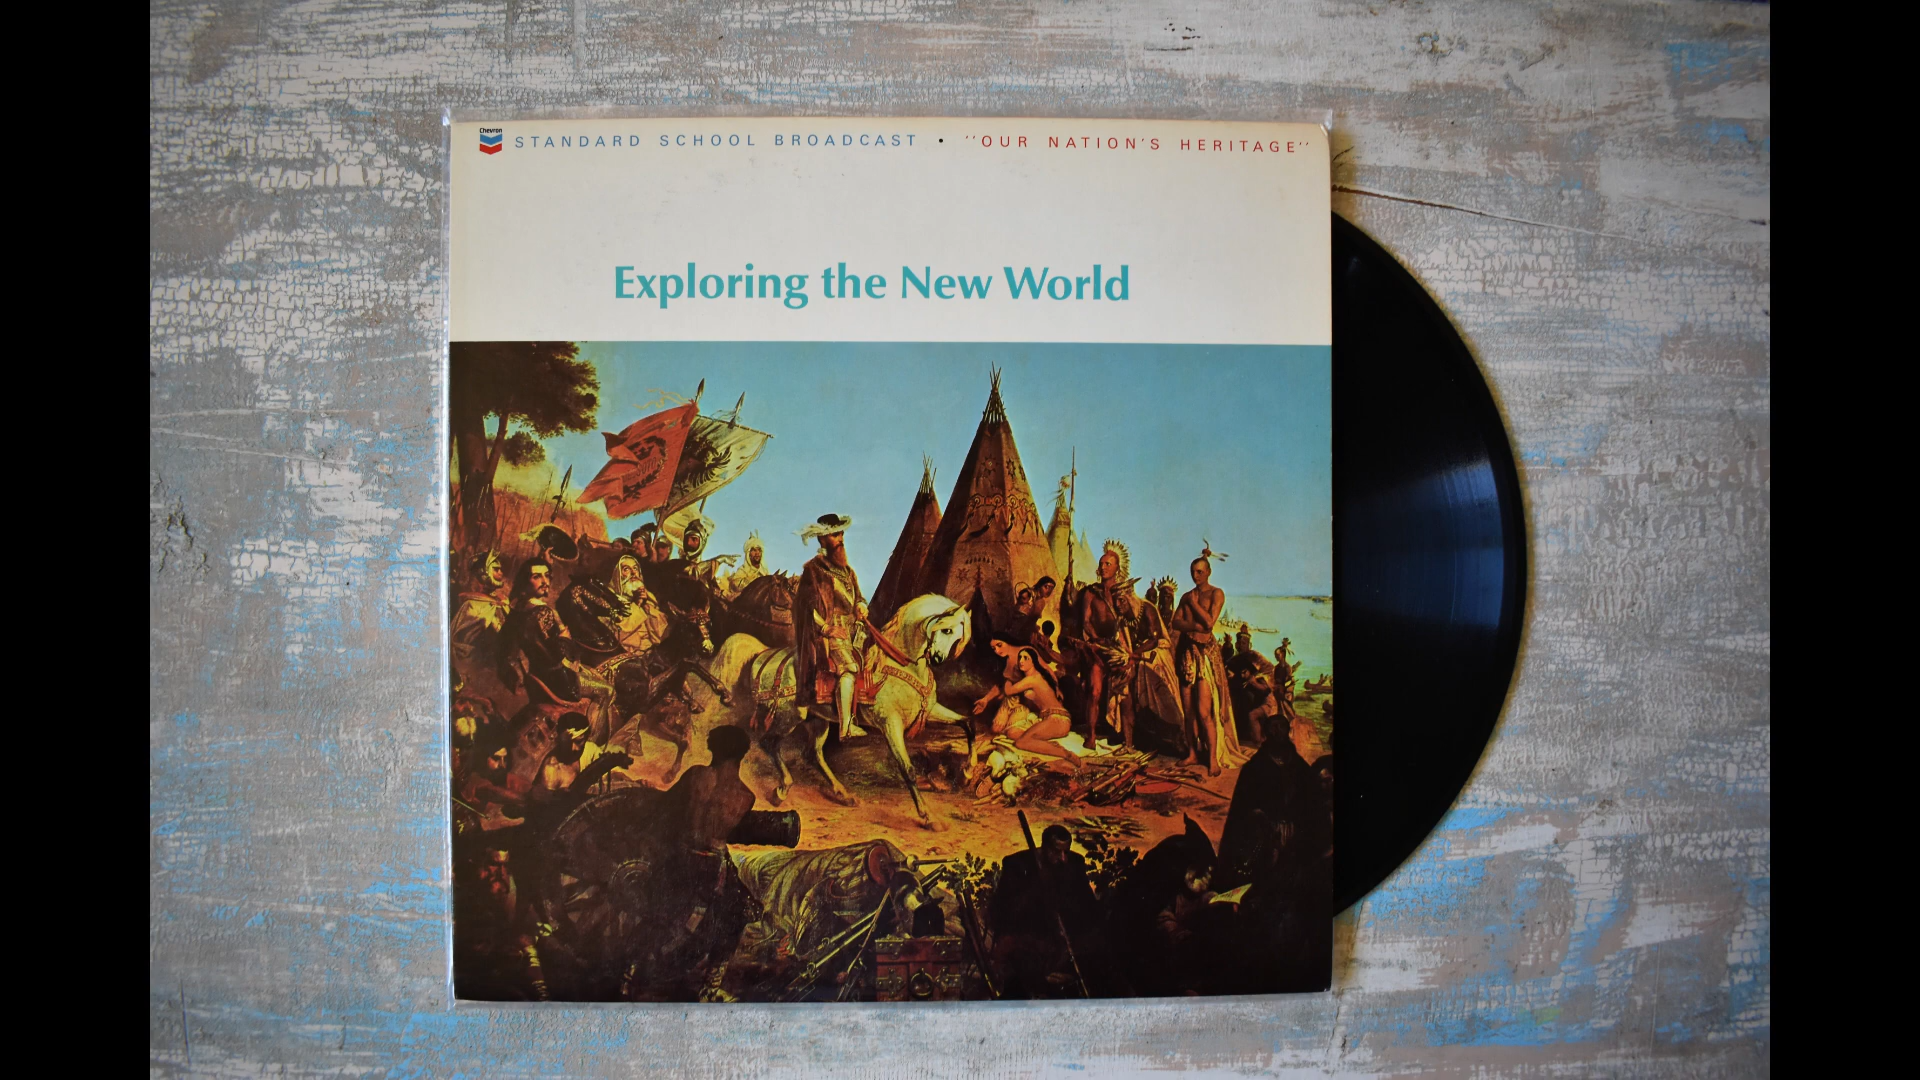 Chevron
STANDARD SCHOOL BROADCAST • "OUR NATION'S HERITAGE"
Exploring the New World